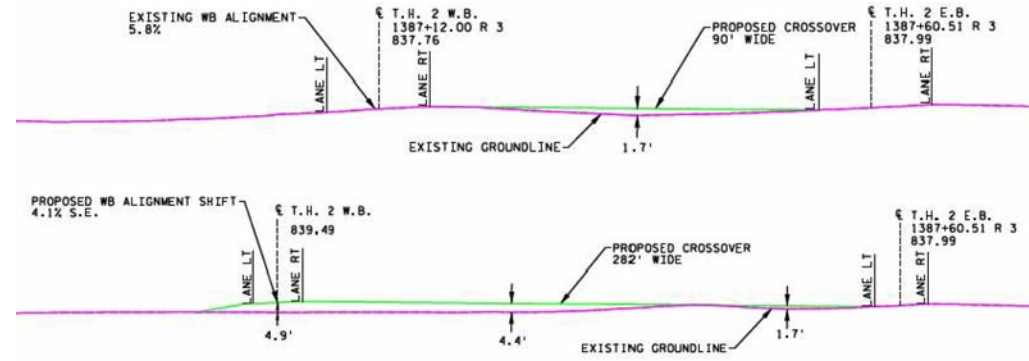 EXISTING WB ALIGNMENT
5.8%
℄ T.H. 2 W.B.
1387+12.00 R 3
837.76
PROPOSED CROSSOVER
90' WIDE
℄ T.H. 2 E.B.
1387+60.51 R 3
837.99
LANE LT
LANE RT
LANE LT
LANE RT
EXISTING GROUNDLINE
1.7'
PROPOSED WB ALIGNMENT SHIFT
4.1% S.E.
℄ T.H. 2 W.B.
839.49
PROPOSED CROSSOVER
282' WIDE
℄ T.H. 2 E.B.
1387+60.51 R 3
837.99
LANE LT
LANE RT
LANE LT
LANE RT
4.9'
4.4'
EXISTING GROUNDLINE
1.7'